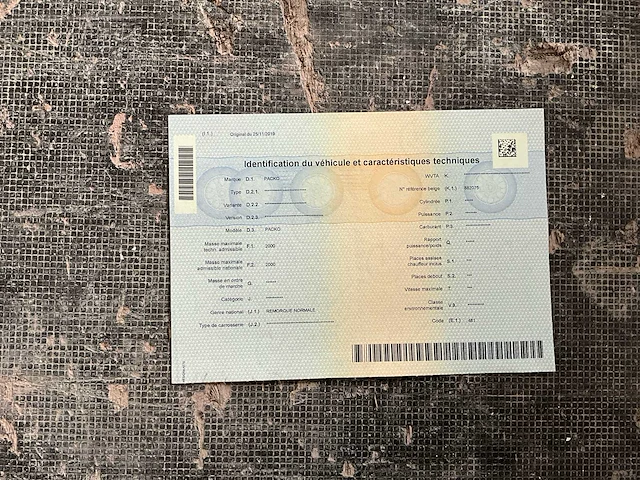 (I.1.) Original du 25/11/2019
Identification du véhicule et caractéristiques techniques
Marque D.1. PACKO
Type D.2.1.
Variante D.2.2.
Version D.2.3.
Modèle D.3. PACKO
Masse maximale
techn. admissible F.1. 2000
Masse maximale
admissible nationale F.2. 2000
Masse en ordre
de marche G.
Catégorie J.
Genre national (J.1.) REMORQUE NORMALE
Type de carrosserie (J.2.)
WVTA K.
N° référence belge (K.1.)
Cylindrée P.1.
Puissance P.2.
Carburant P.3.
Rapport
puissance/poids Q.
Places assises
chauffeur inclus. S.1.
Places debout S.2.
Vitesse maximale T.
Classe
environnementale V.9.
Code (E.1.)